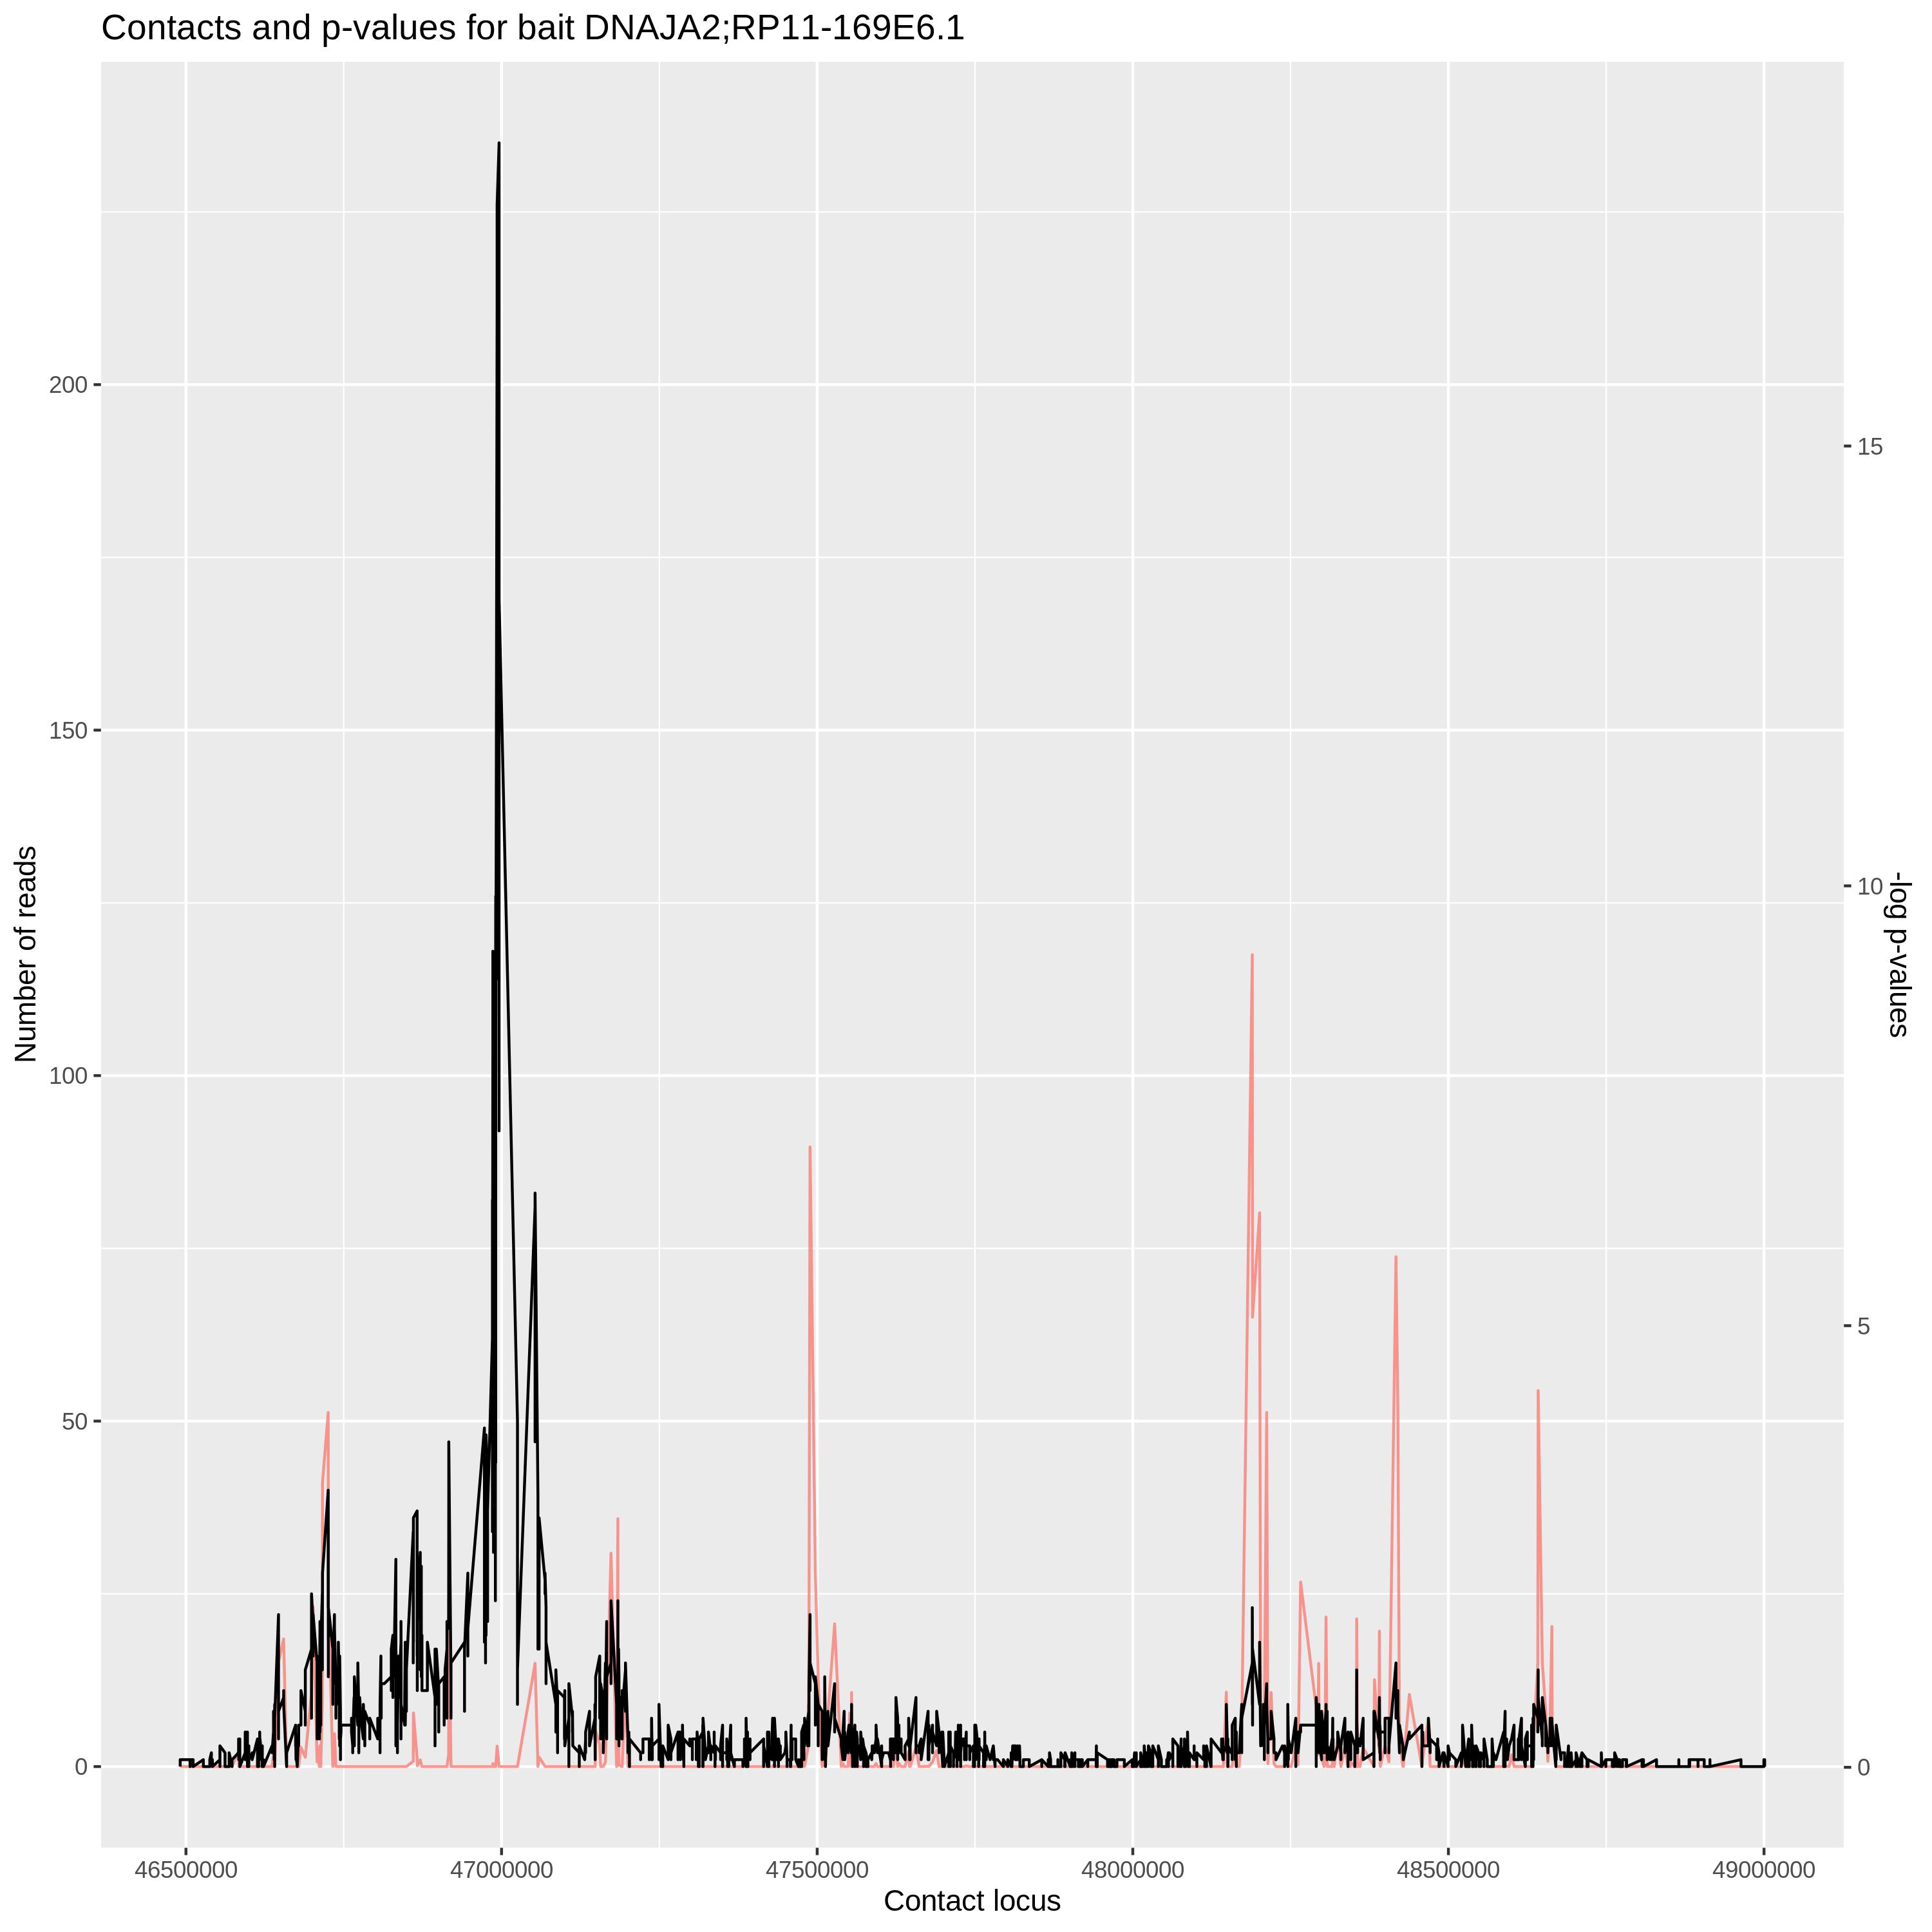 Contacts and p-values for bait DNAJA2;RP11-169E6.1
Number of reads
200
150
100
50
0
15
10
5
0
-log p-values
46500000 47000000 47500000 48000000 48500000 49000000
Contact locus